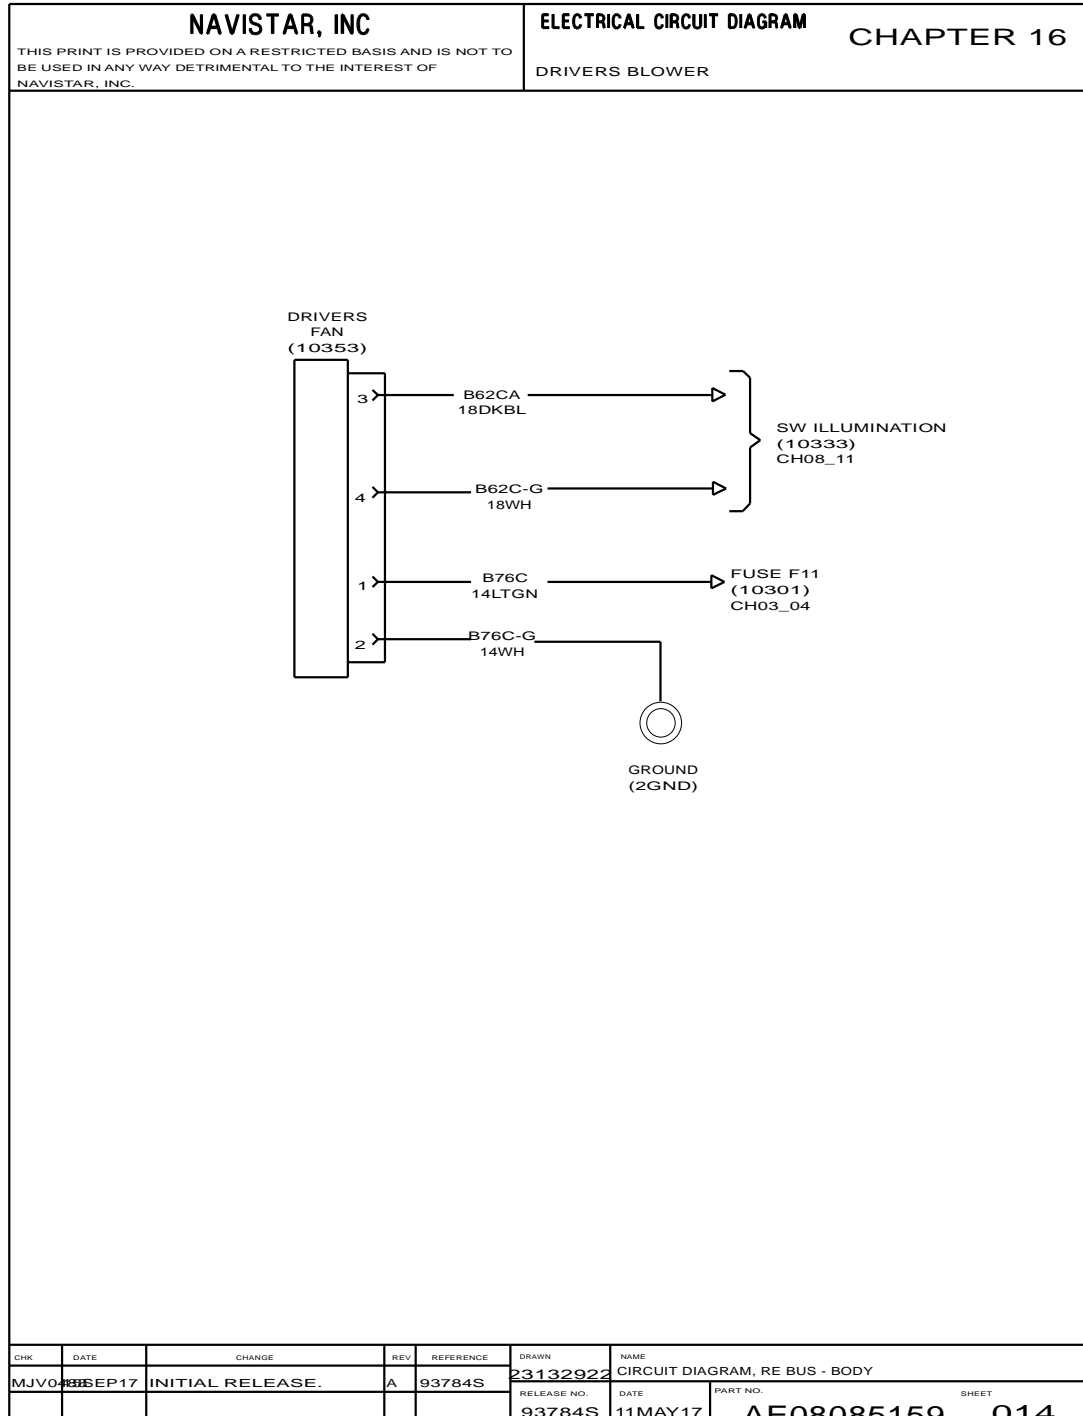 NAVISTAR, INC
THIS PRINT IS PROVIDED ON A RESTRICTED BASIS AND IS NOT TO
BE USED IN ANY WAY DETRIMENTAL TO THE INTEREST OF
NAVISTAR, INC.
ELECTRICAL CIRCUIT DIAGRAM
CHAPTER 16
DRIVERS BLOWER
DRIVERS
FAN
(10353)
3
B62CA
18DKBL
SW ILLUMINATION
(10333)
CH08_11
4
B62C-G
18WH
1
B76C
14LTGN
FUSE F11
(10301)
CH03_04
2
B76C-G
14WH
GROUND
(2GND)
CHK DATE CHANGE REV REFERENCE
INITIAL RELEASE. A 93784S
DRAWN
23132922
NAME
CIRCUIT DIAGRAM, RE BUS - BODY
RELEASE NO.
93784S
DATE
11MAY17
PART NO.
AE08085159
SHEET
014